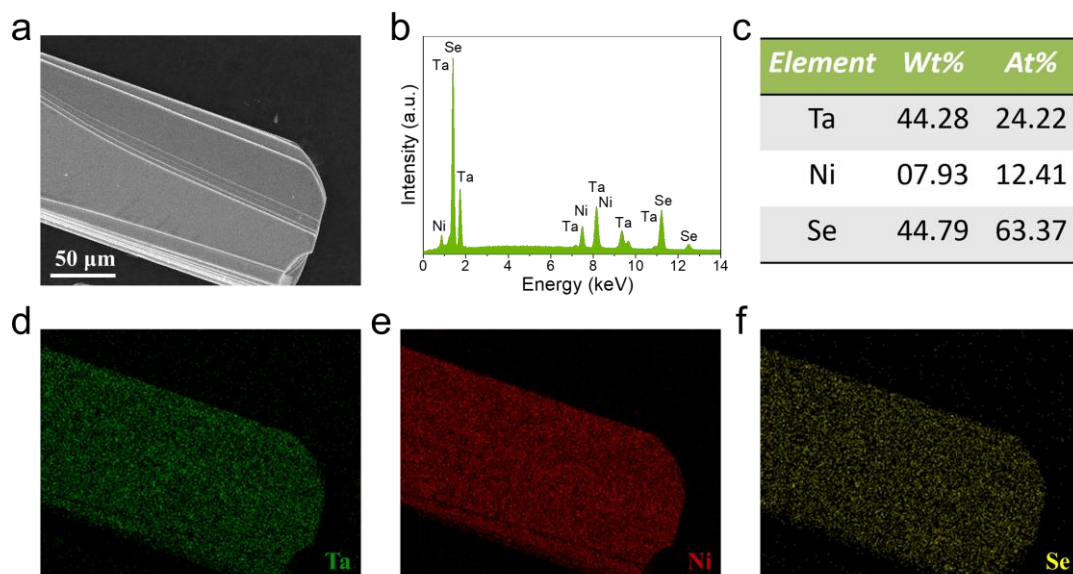 a
50 µm
b
Intensity (a.u.)
Se
Ta
Ta
Ni
Ta
Ni
Ta
Ni
Ta
Ta
Se
Se
0 2 4 6 8 10 12 14
Energy (keV)
c
Element Wt% At%
Ta 44.28 24.22
Ni 07.93 12.41
Se 44.79 63.37
d
Ta
e
Ni
f
Se